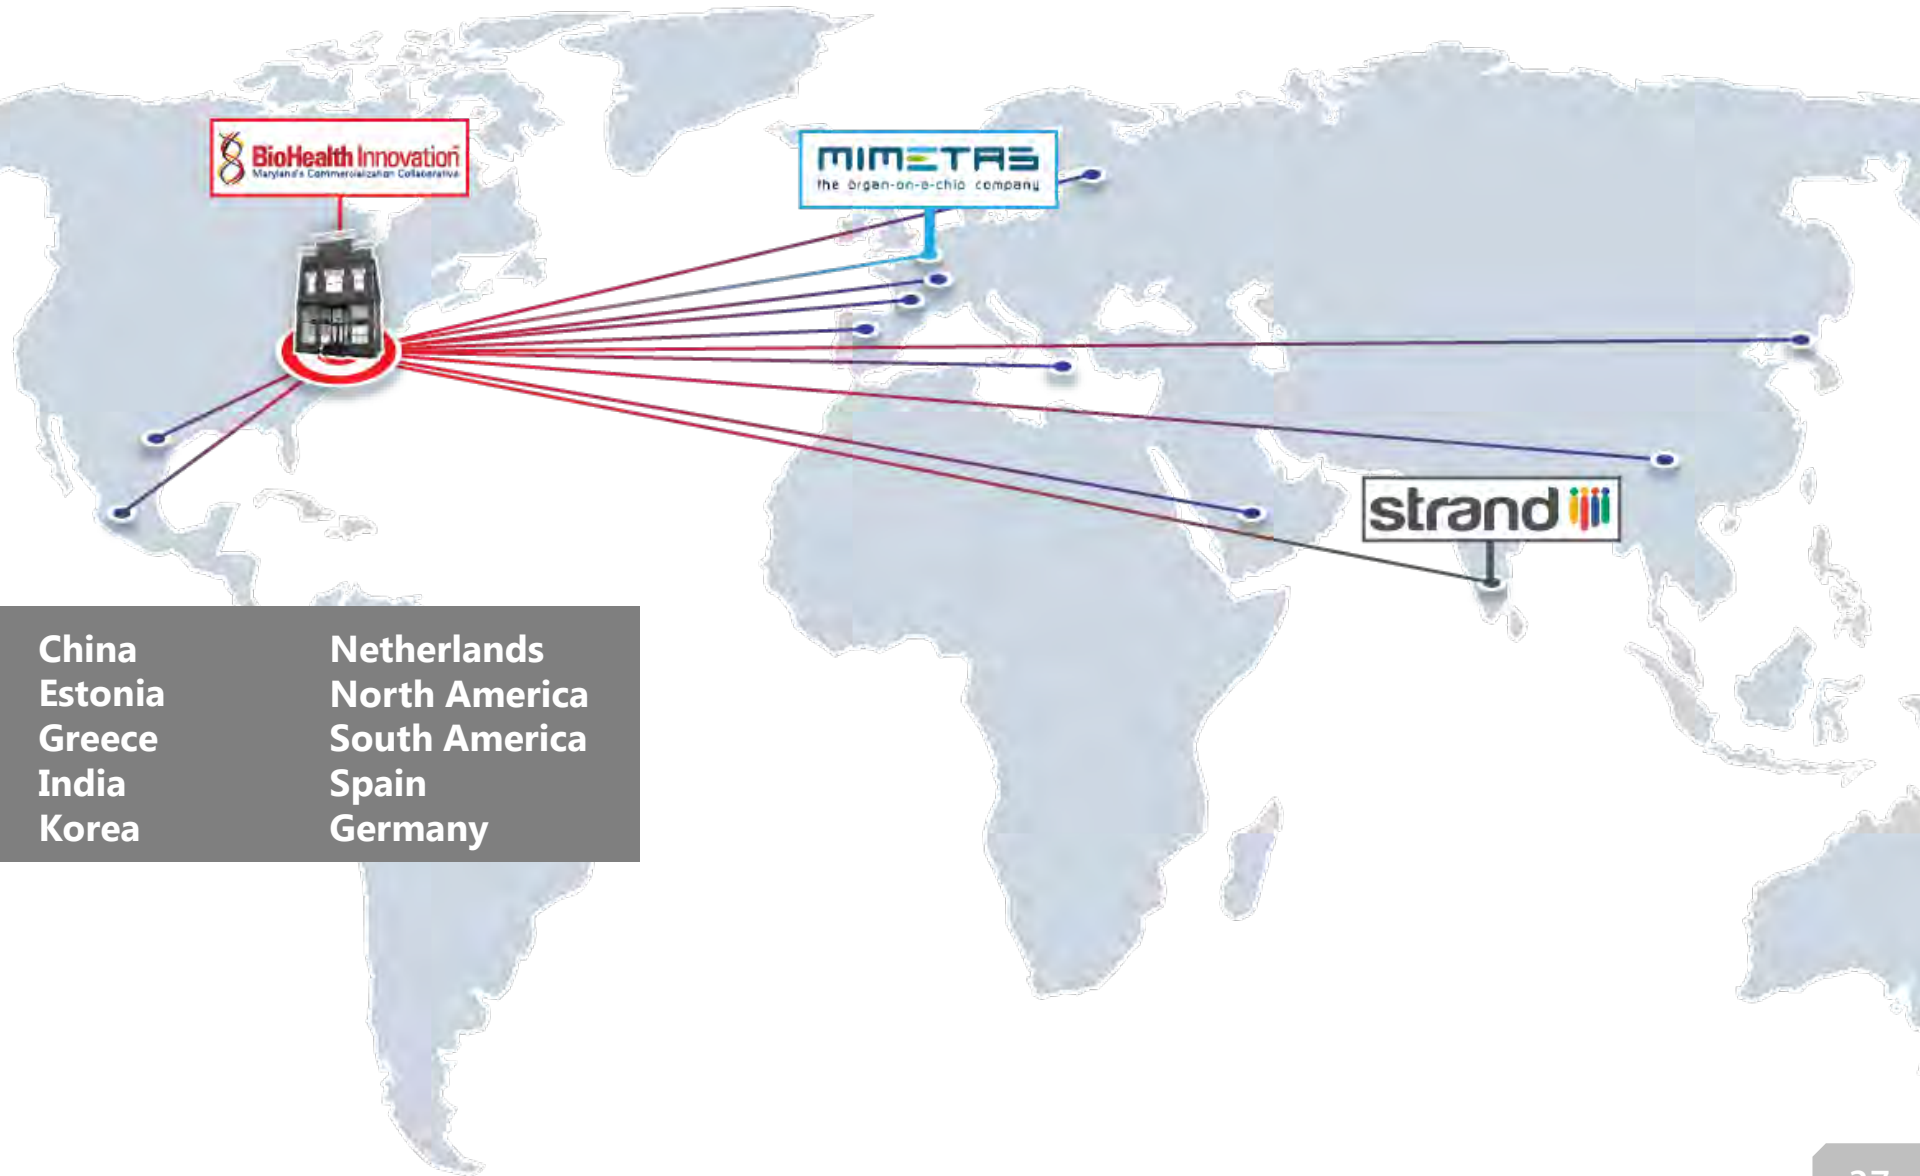 BioHealth Innovation
Maryland's Commercialization Collaborative
MIMETAS
the organ-on-a-chip company
strand
China
Estonia
Greece
India
Korea
Netherlands
North America
South America
Spain
Germany
27